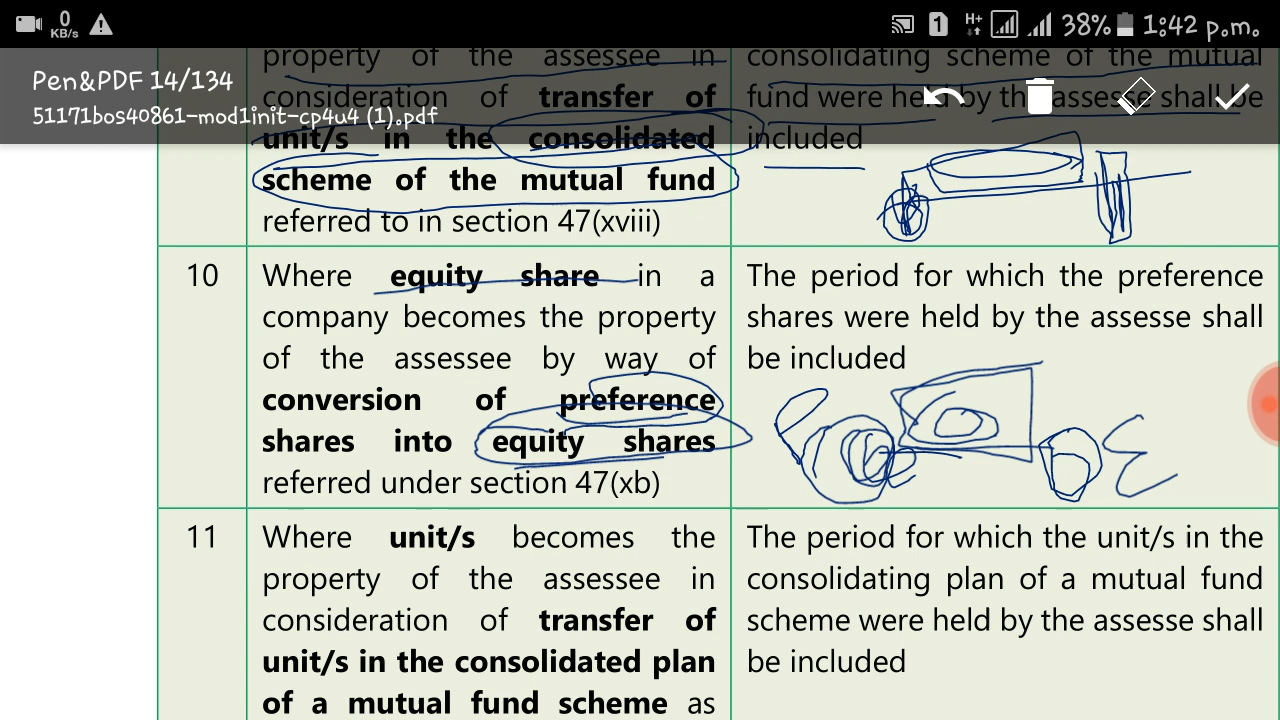 0
KB/s
1
H+
38%
1:42 p.m.
Pen&PDF 14/134
51171bos40861-mod1init-cp4u4 (1).pdf
property of the assessee in
consideration of transfer of
unit/s in the consolidated
scheme of the mutual fund
referred to in section 47(xviii)
consolidating scheme of the mutual
fund were held by the assesse shall be
included
10
Where equity share in a
company becomes the property
of the assessee by way of
conversion of preference
shares into equity shares
referred under section 47(xb)
The period for which the preference
shares were held by the assesse shall
be included
11
Where unit/s becomes the
property of the assessee in
consideration of transfer of
unit/s in the consolidated plan
of a mutual fund scheme as
The period for which the unit/s in the
consolidating plan of a mutual fund
scheme were held by the assesse shall
be included